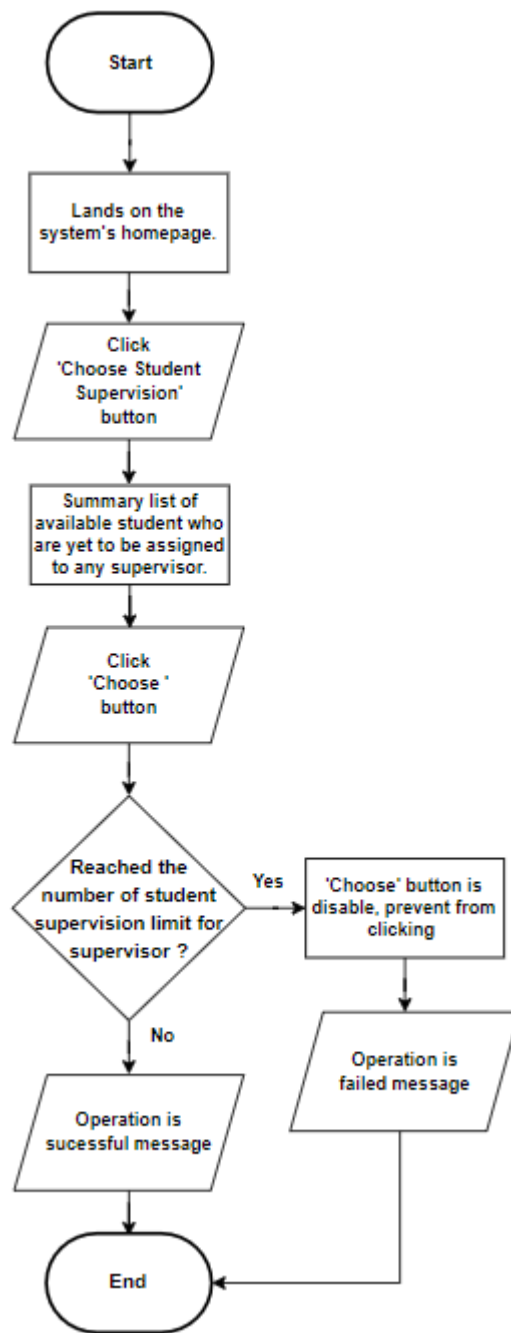 Start
Lands on the
system's homepage.
Click
'Choose Student
Supervision'
button
Summary list of
available student who
are yet to be assigned
to any supervisor.
Click
'Choose '
button
Reached the
number of student
supervision limit for
supervisor ?
Yes
'Choose' button is
disable, prevent from
clicking
No
Operation is
failed message
Operation is
sucessful message
End